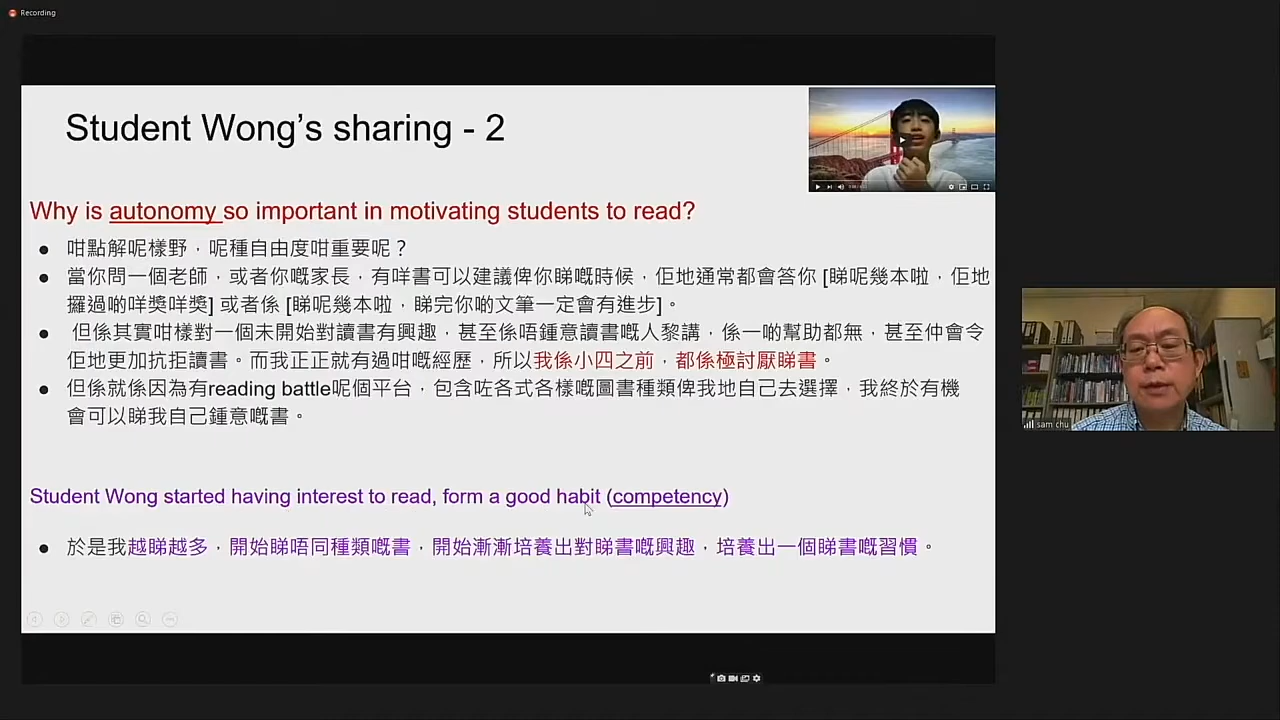 Recording
Student Wong's sharing - 2
Why is autonomy so important in motivating students to read?
● 咁點解呢樣野，呢種自由度咁重要呢？
● 當你問一個老師，或者你嘅家長，有咩書可以建議俾你睇嘅時候，佢地通常都會答你 [睇呢幾本啦，佢地
攞過啲咩獎咩獎] 或者係 [睇呢幾本啦，睇完你啲文筆一定會有進步]。
● 但係其實咁樣對一個未開始對讀書有興趣，甚至係唔鍾意讀書嘅人黎講，係一啲幫助都無，甚至仲會令
佢地更加抗拒讀書。而我正正就有過咁嘅經歷，所以我係小四之前，都係極討厭睇書。
● 但係就係因為有reading battle呢個平台，包含咗各式各樣嘅圖書種類俾我地自己去選擇，我終於有機
會可以睇我自己鍾意嘅書。
Student Wong started having interest to read, form a good habit (competency)
● 於是我越睇越多，開始睇唔同種類嘅書，開始漸漸培養出對睇書嘅興趣，培養出一個睇書嘅習慣。
sam chu